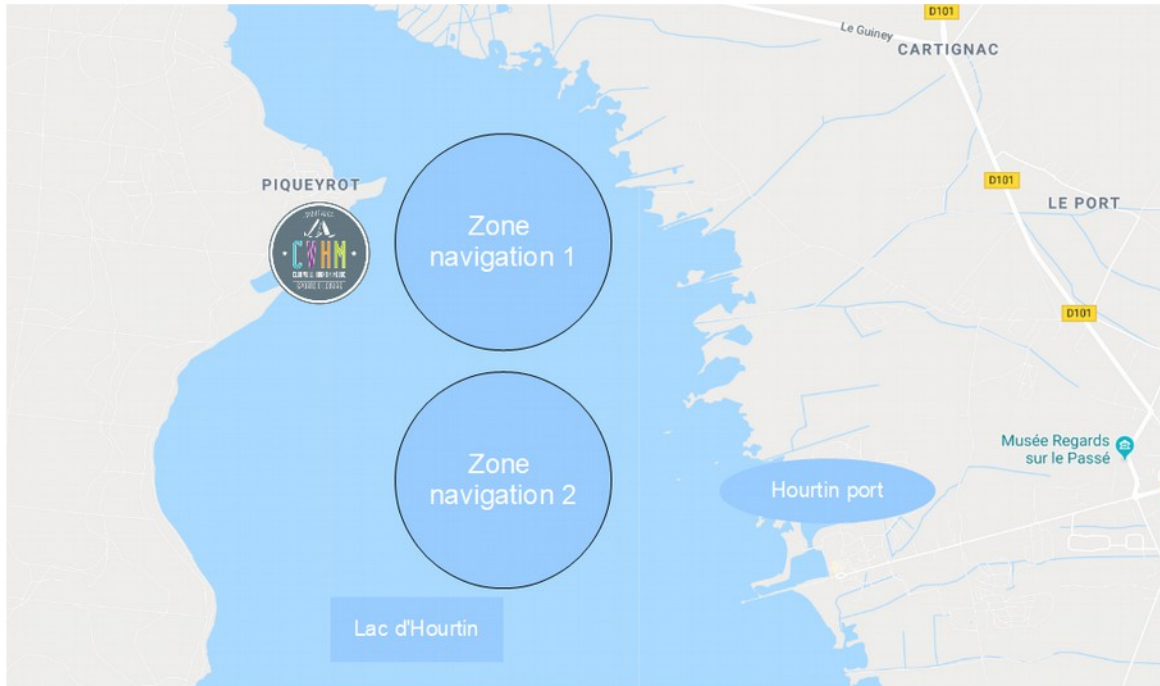 D101
Le Guiney
CARTIGNAC
D101
PIQUEYROT
LE PORT
Zone
navigation 1
CVHM
D101
Musée Regards
sur le Passé
Zone
navigation 2
Hourtin port
Lac d'Hourtin